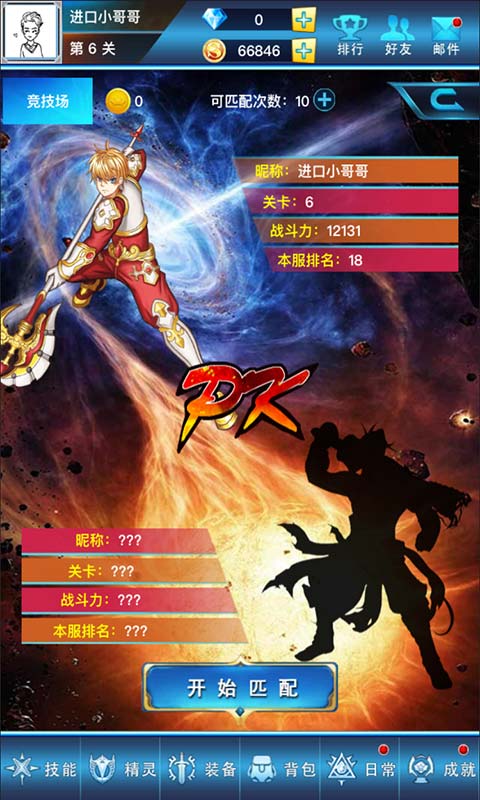 进口小哥哥
第 6 关
0
66846
排行
好友
邮件
竞技场
0
可匹配次数：10
昵称：进口小哥哥
关卡：6
战斗力：12131
本服排名：18
PK
昵称：???
关卡：???
战斗力：???
本服排名：???
开始匹配
技能
精灵
装备
背包
日常
成就